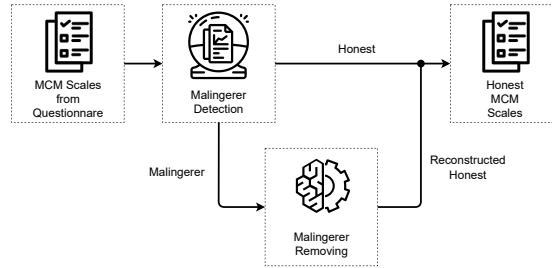 MCM Scales
from
Questionnare
Malingerer
Detection
Honest
Honest
MCM
Scales
Malingerer
Reconstructed
Honest
Malingerer
Removing